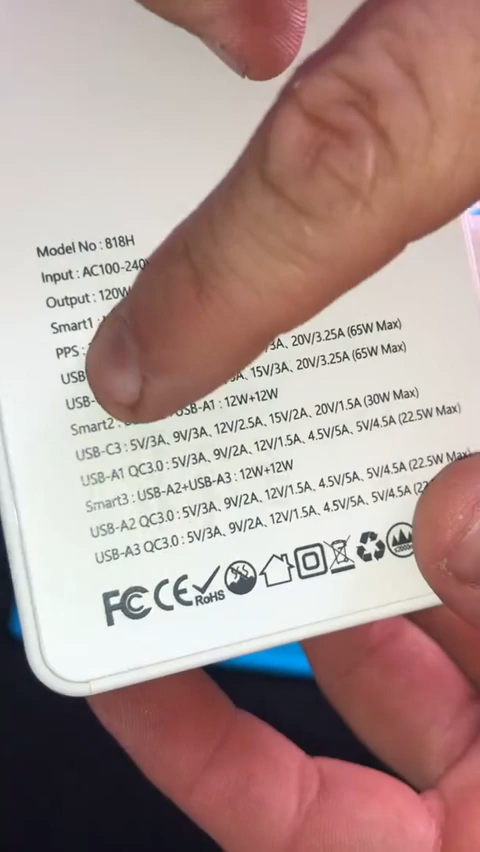 Model No : 818H
Input : AC100-240V
Output : 120W
Smart1 :
PPS :
USB /3A, 20V/3.25A (65W Max)
USB- 15V/3A, 20V/3.25A (65W Max)
Smart2 : USB-A1 : 12W+12W
USB-C3 : 5V/3A, 9V/3A, 12V/2.5A, 15V/2A, 20V/1.5A (30W Max)
USB-A1 QC3.0 : 5V/3A, 9V/2A, 12V/1.5A, 4.5V/5A, 5V/4.5A (22.5W Max)
Smart3 : USB-A2+USB-A3 : 12W+12W
USB-A2 QC3.0 : 5V/3A, 9V/2A, 12V/1.5A, 4.5V/5A, 5V/4.5A (22.5W Max)
USB-A3 QC3.0 : 5V/3A, 9V/2A, 12V/1.5A, 4.5V/5A, 5V/4.5A (22.
FC CE RoHS